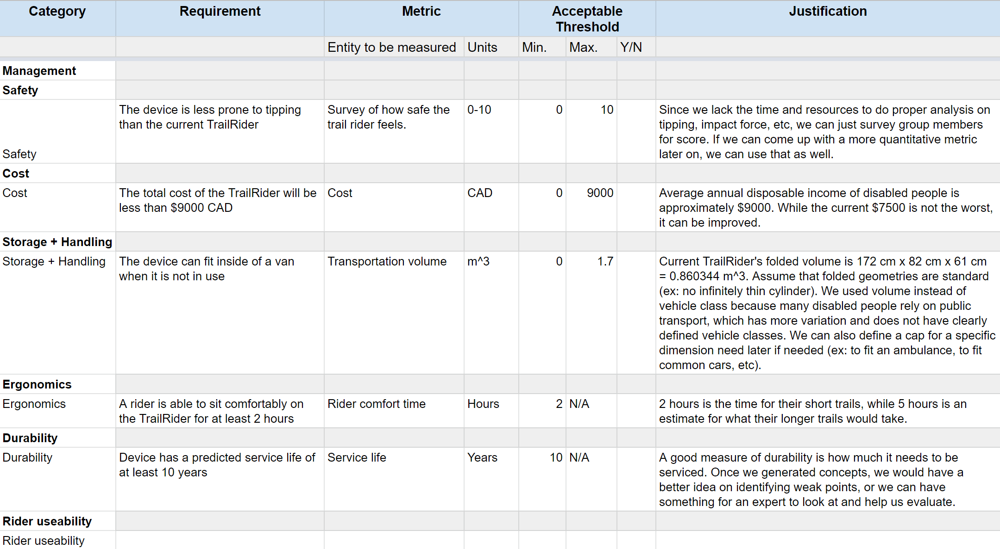 Category
Requirement
Metric
Acceptable
Threshold
Justification
Entity to be measured
Units
Min.
Max.
Y/N
Management
Safety
Safety
The device is less prone to tipping
than the current TrailRider
Survey of how safe the
trail rider feels.
0-10
0
10
Since we lack the time and resources to do proper analysis on
tipping, impact force, etc, we can just survey group members
for score. If we can come up with a more quantitative metric
later on, we can use that as well.
Cost
Cost
The total cost of the TrailRider will be
less than $9000 CAD
Cost
CAD
0
9000
Average annual disposable income of disabled people is
approximately $9000. While the current $7500 is not the worst,
it can be improved.
Storage + Handling
Storage + Handling
The device can fit inside of a van
when it is not in use
Transportation volume
m^3
0
1.7
Current TrailRider's folded volume is 172 cm x 82 cm x 61 cm
= 0.860344 m^3. Assume that folded geometries are standard
(ex: no infinitely thin cylinder). We used volume instead of
vehicle class because many disabled people rely on public
transport, which has more variation and does not have clearly
defined vehicle classes. We can also define a cap for a specific
dimension need later if needed (ex: to fit an ambulance, to fit
common cars, etc).
Ergonomics
Ergonomics
A rider is able to sit comfortably on
the TrailRider for at least 2 hours
Rider comfort time
Hours
2
N/A
2 hours is the time for their short trails, while 5 hours is an
estimate for what their longer trails would take.
Durability
Durability
Device has a predicted service life of
at least 10 years
Service life
Years
10
N/A
A good measure of durability is how much it needs to be
serviced. Once we generated concepts, we would have a
better idea on identifying weak points, or we can have
something for an expert to look at and help us evaluate.
Rider useability
Rider useability